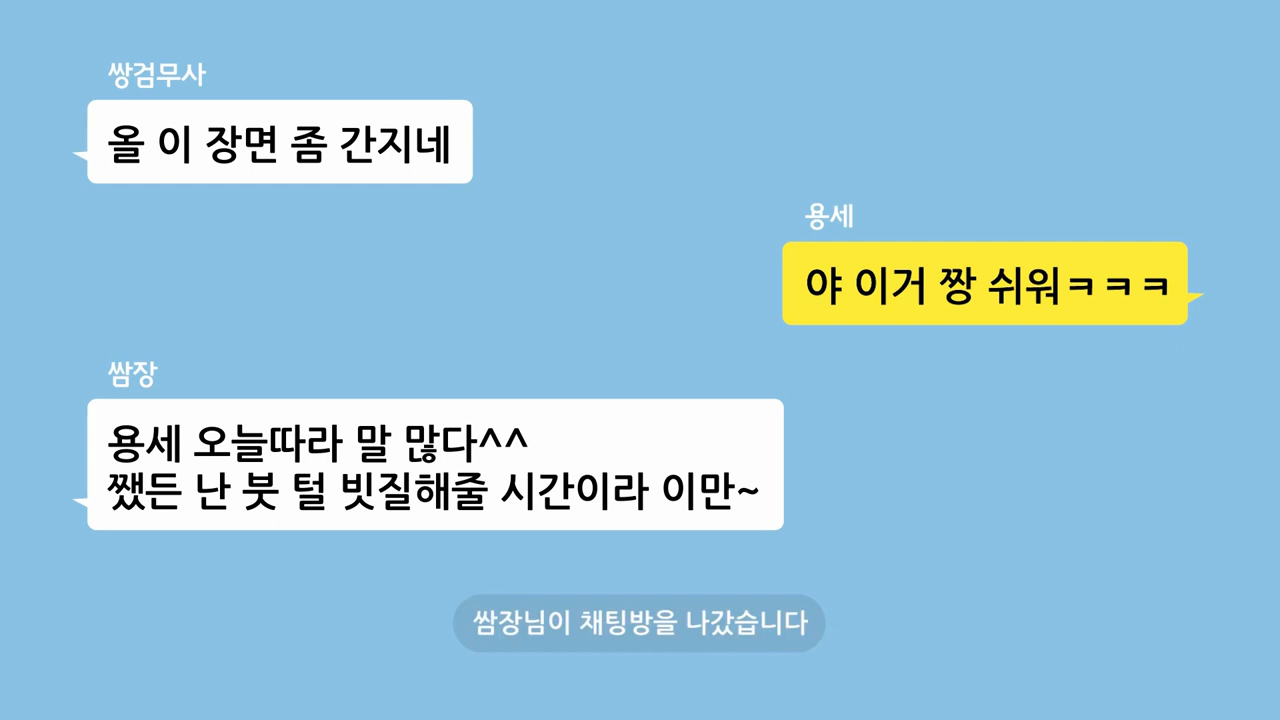 쌍검무사
올 이 장면 좀 간지네
용세
야 이거 짱 쉬워ㅋㅋㅋ
쌈장
용세 오늘따라 말 많다^^
쨌든 난 붓 털 빗질해줄 시간이라 이만~
쌈장님이 채팅방을 나갔습니다